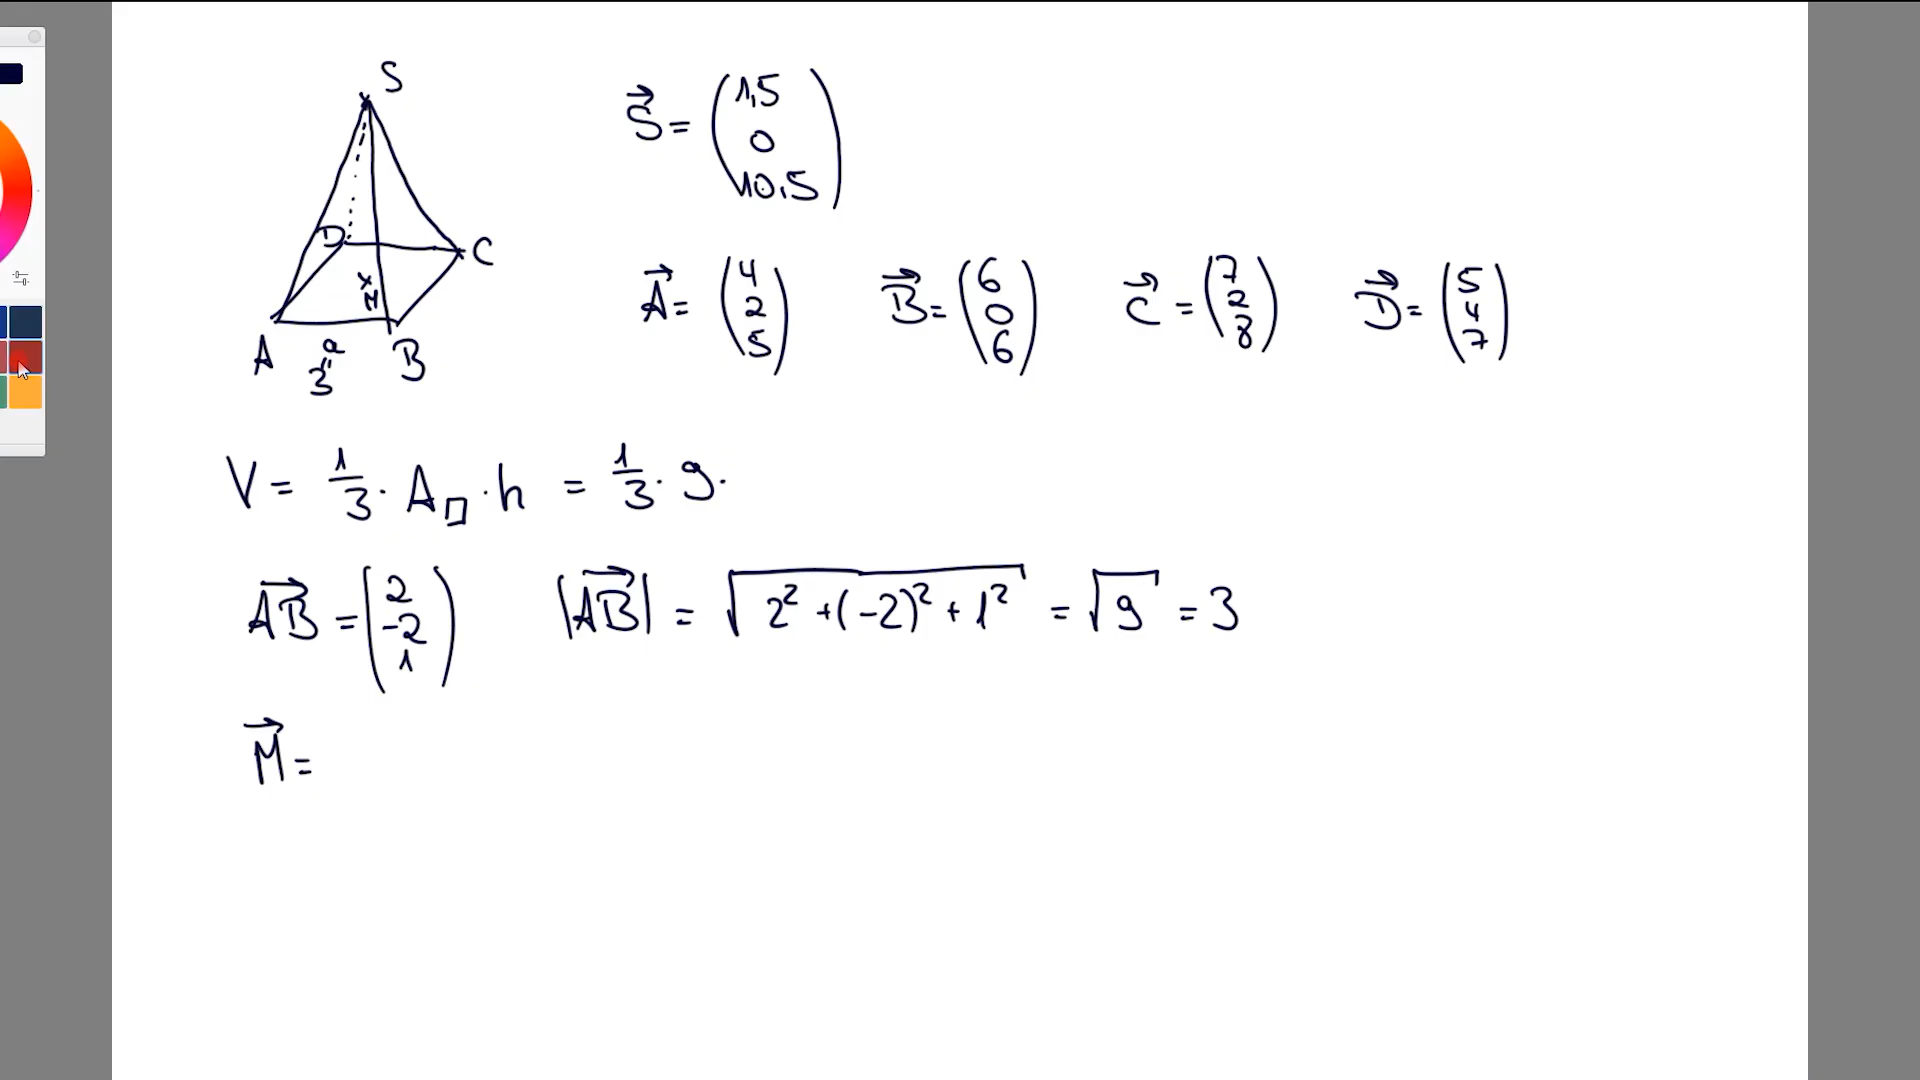 S
S⃗ = (1,5 0 10,5)
D C
M
A⃗ = (4 2 5) B⃗ = (6 0 6) C⃗ = (7 2 8) D⃗ = (5 4 7)
A a B
"
3
V = 1/3 · A□ · h = 1/3 · 9 ·
AB⃗ = (2 -2 1) |AB⃗| = √(2² + (-2)² + 1²) = √9 = 3
M⃗ =